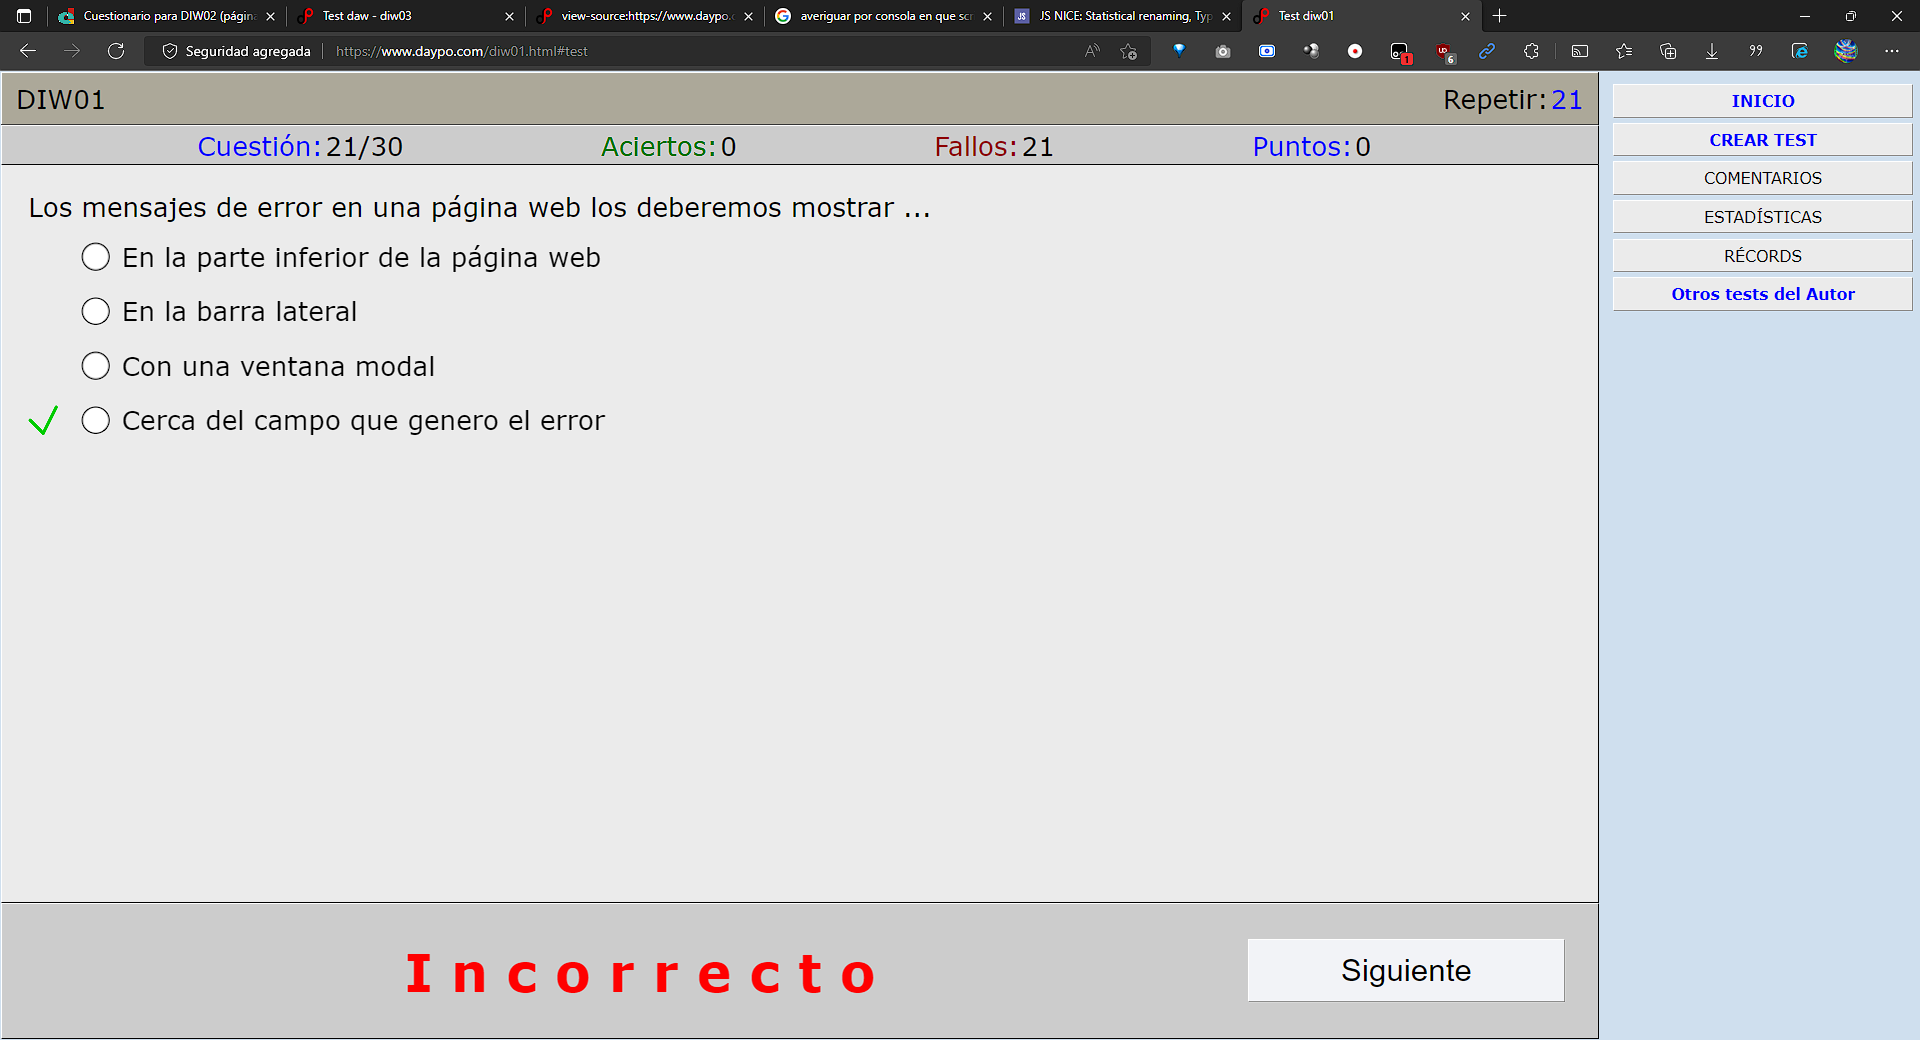 Cuestionario para DIW02 (págin
Test daw - diw03
view-source:https://www.daypo.c
averiguar por consola en que scr
JS NICE: Statistical renaming, Typ
Test diw01
Seguridad agregada
https://www.daypo.com/diw01.html#test
1
6
DIW01
Repetir:21
Cuestión:21/30
Aciertos:0
Fallos:21
Puntos:0
Los mensajes de error en una página web los deberemos mostrar ...
En la parte inferior de la página web
En la barra lateral
Con una ventana modal
Cerca del campo que genero el error
Incorrecto
Siguiente
INICIO
CREAR TEST
COMENTARIOS
ESTADÍSTICAS
RÉCORDS
Otros tests del Autor